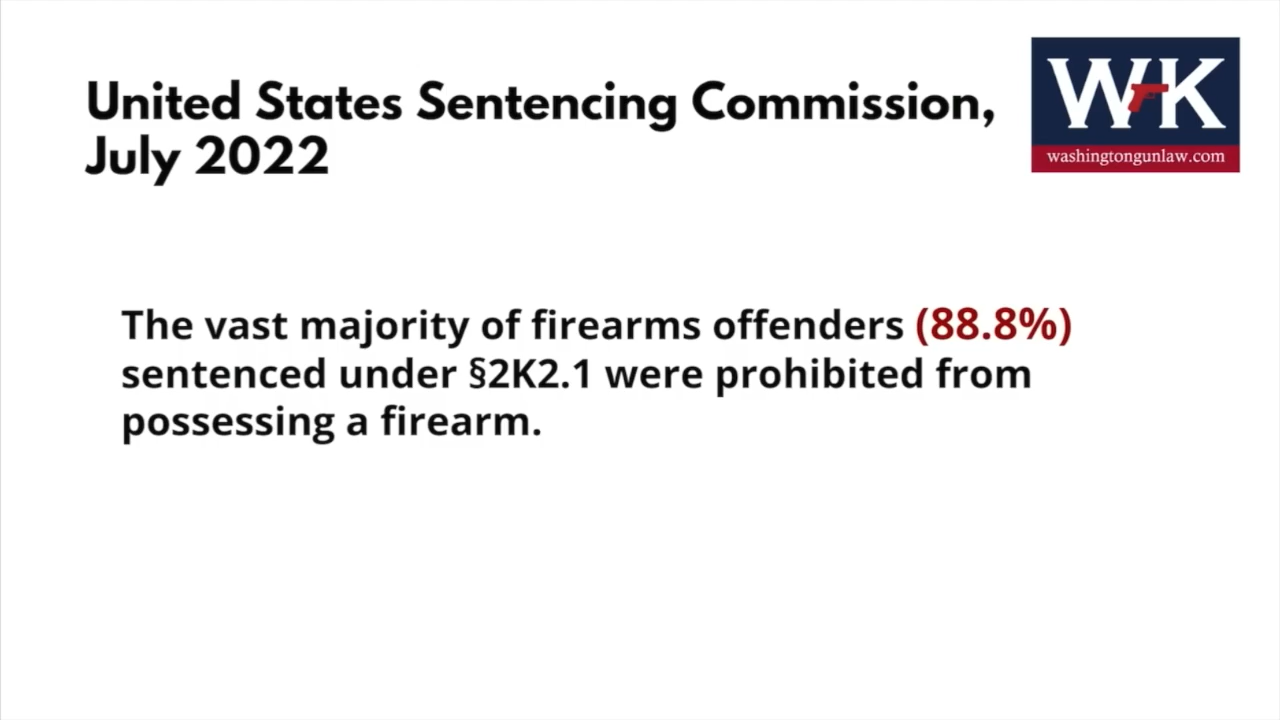 United States Sentencing Commission,
July 2022
WK
washingtongunlaw.com
The vast majority of firearms offenders (88.8%)
sentenced under §2K2.1 were prohibited from
possessing a firearm.